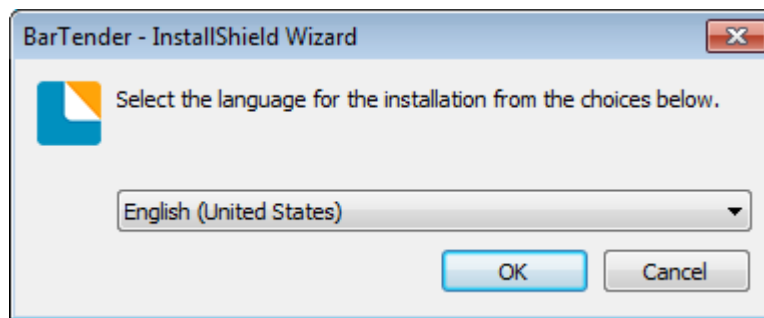 BarTender - InstallShield Wizard
Select the language for the installation from the choices below.
English (United States)
OK
Cancel